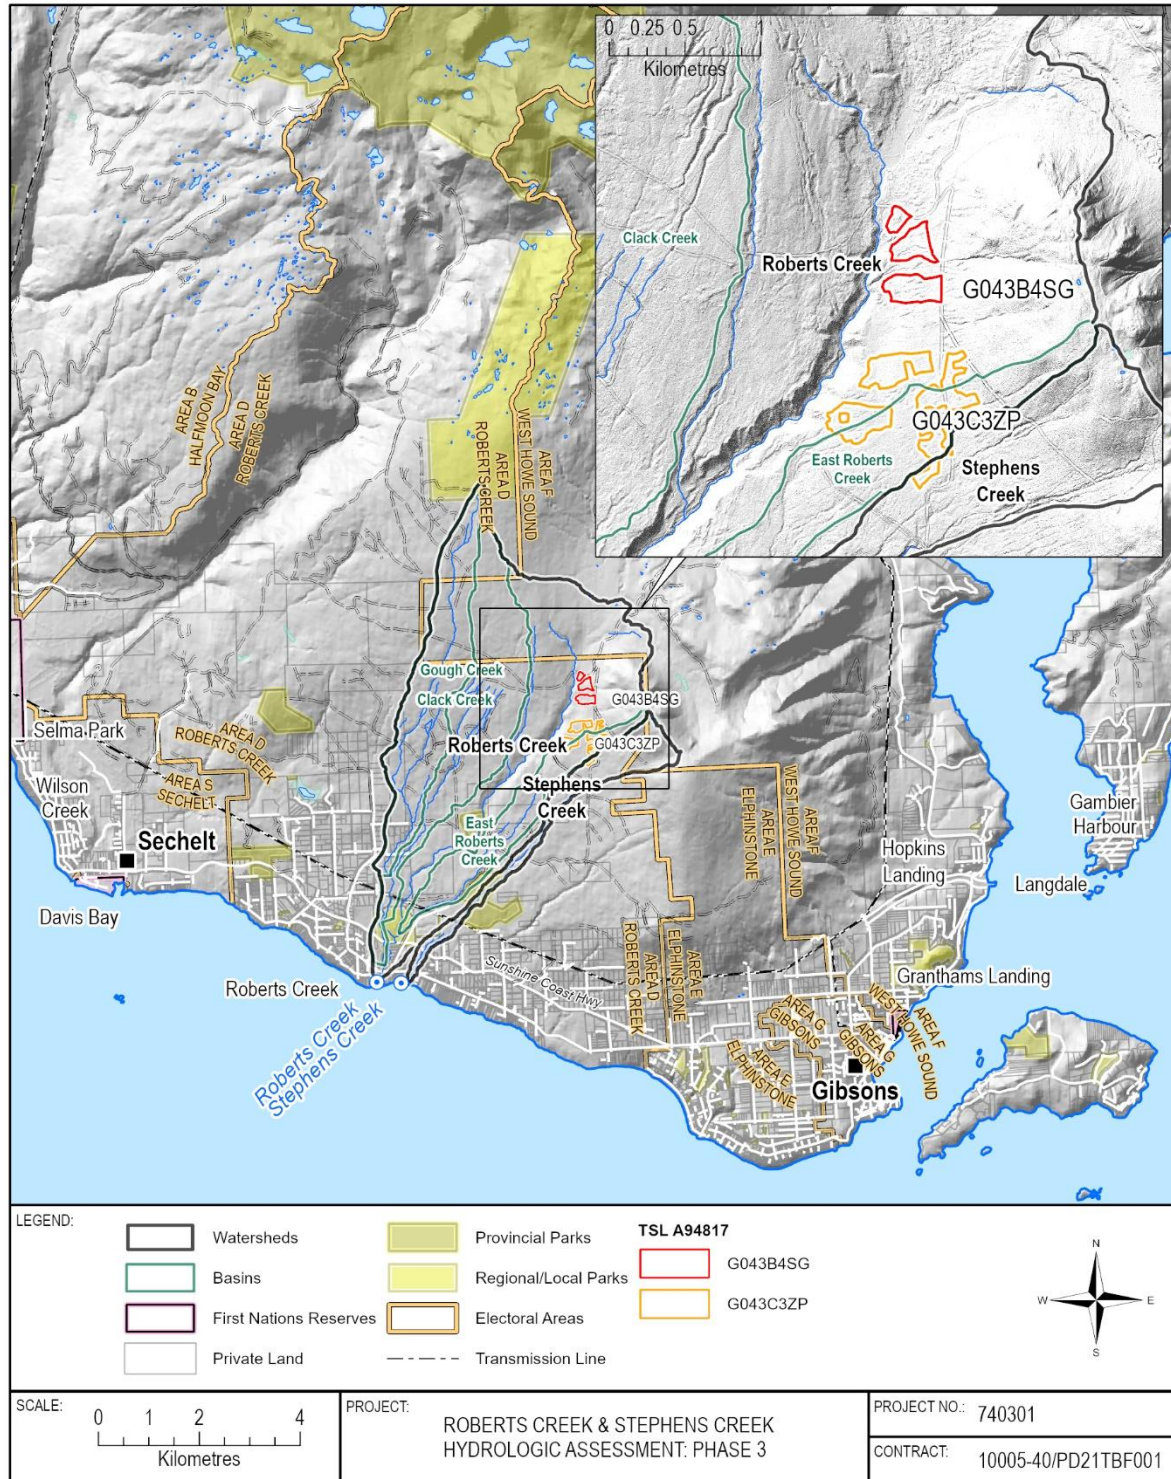 0 0.25 0.5 1
Kilometres
Clack Creek
Roberts Creek
G043B4SG
G043C3ZP
East Roberts
Creek
Stephens
Creek
AREA B
HALFMOON BAY
AREA D
ROBERTS CREEK
AREA F
WEST HOWE SOUND
AREA D
ROBERTS CREEK
Gough Creek
Clack Creek
G043B4SG
Roberts Creek
G043C3ZP
Stephens
Creek
East
Roberts
Creek
Selma Park
AREA D
ROBERTS CREEK
AREA S
SECHELT
Wilson
Creek
Sechelt
Davis Bay
AREA F
WEST HOWE SOUND
AREA E
ELPHINSTONE
Gambier
Harbour
Hopkins
Landing
Langdale
Roberts Creek
Sunshine Coast Hwy
AREA E
ELPHINSTONE
AREA D
ROBERTS CREEK
Granthams Landing
AREA G
GIBSONS
AREA F
WEST HOWE SOUND
AREA G
GIBSONS
AREA E
ELPHINSTONE
Gibsons
Roberts Creek
Stephens Creek
LEGEND:
Watersheds
Basins
First Nations Reserves
Private Land
Provincial Parks
Regional/Local Parks
Electoral Areas
Transmission Line
TSL A94817
G043B4SG
G043C3ZP
N
W E
S
SCALE:
0 1 2 4
Kilometres
PROJECT:
ROBERTS CREEK & STEPHENS CREEK
HYDROLOGIC ASSESSMENT: PHASE 3
PROJECT NO.: 740301
CONTRACT: 10005-40/PD21TBF001